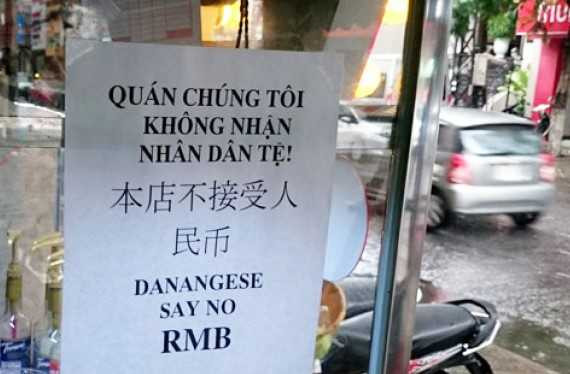 QUÁN CHÚNG TÔI
KHÔNG NHẬN
NHÂN DÂN TỆ!
本店不接受人
民币
DANANGESE
SAY NO
RMB